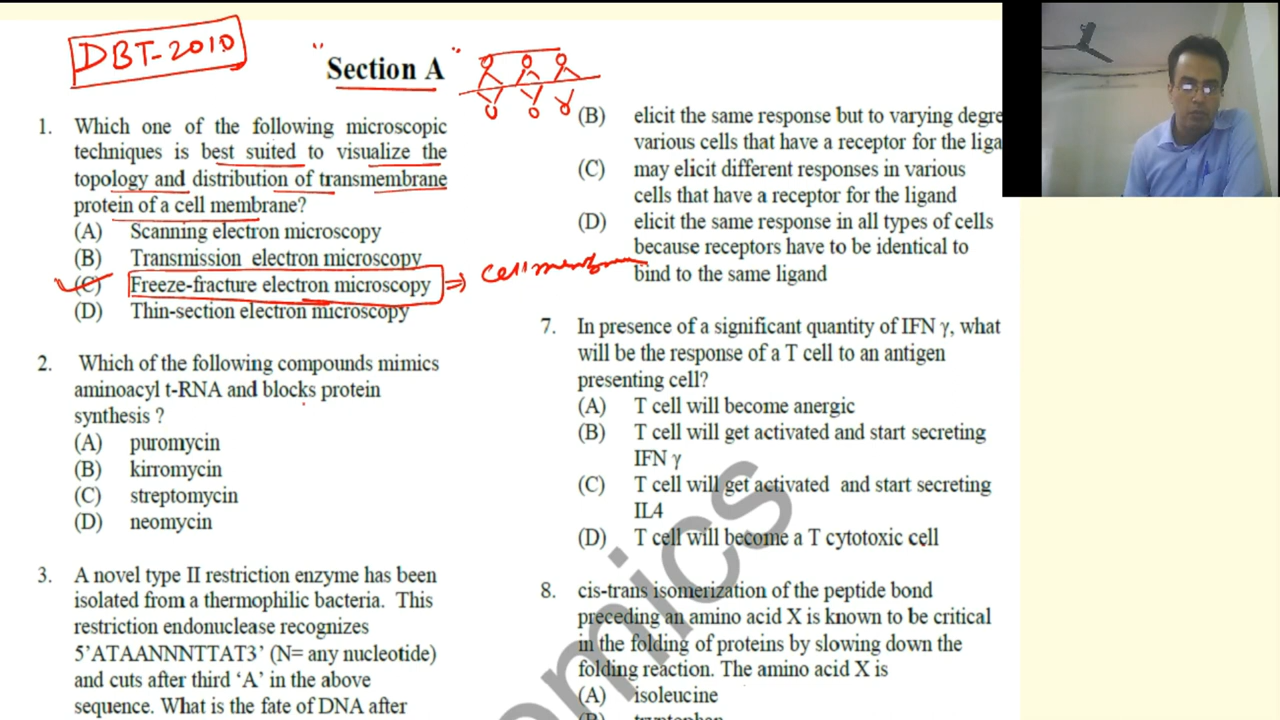 DBT-2010
"Section A"
1. Which one of the following microscopic
techniques is best suited to visualize the
topology and distribution of transmembrane
protein of a cell membrane?
(A) Scanning electron microscopy
(B) Transmission electron microscopy
(C) Freeze-fracture electron microscopy ⇒ cell membrane
(D) Thin-section electron microscopy
2. Which of the following compounds mimics
aminoacyl t-RNA and blocks protein
synthesis ?
(A) puromycin
(B) kirromycin
(C) streptomycin
(D) neomycin
3. A novel type II restriction enzyme has been
isolated from a thermophilic bacteria. This
restriction endonuclease recognizes
5'ATAANNNTTAT3' (N= any nucleotide)
and cuts after third 'A' in the above
sequence. What is the fate of DNA after
(B) elicit the same response but to varying degre
various cells that have a receptor for the liga
(C) may elicit different responses in various
cells that have a receptor for the ligand
(D) elicit the same response in all types of cells
because receptors have to be identical to
bind to the same ligand
7. In presence of a significant quantity of IFN γ, what
will be the response of a T cell to an antigen
presenting cell?
(A) T cell will become anergic
(B) T cell will get activated and start secreting
IFN γ
(C) T cell will get activated and start secreting
IL4
(D) T cell will become a T cytotoxic cell
8. cis-trans isomerization of the peptide bond
preceding an amino acid X is known to be critical
in the folding of proteins by slowing down the
folding reaction. The amino acid X is
(A) isoleucine
(B) tryptophan
omics